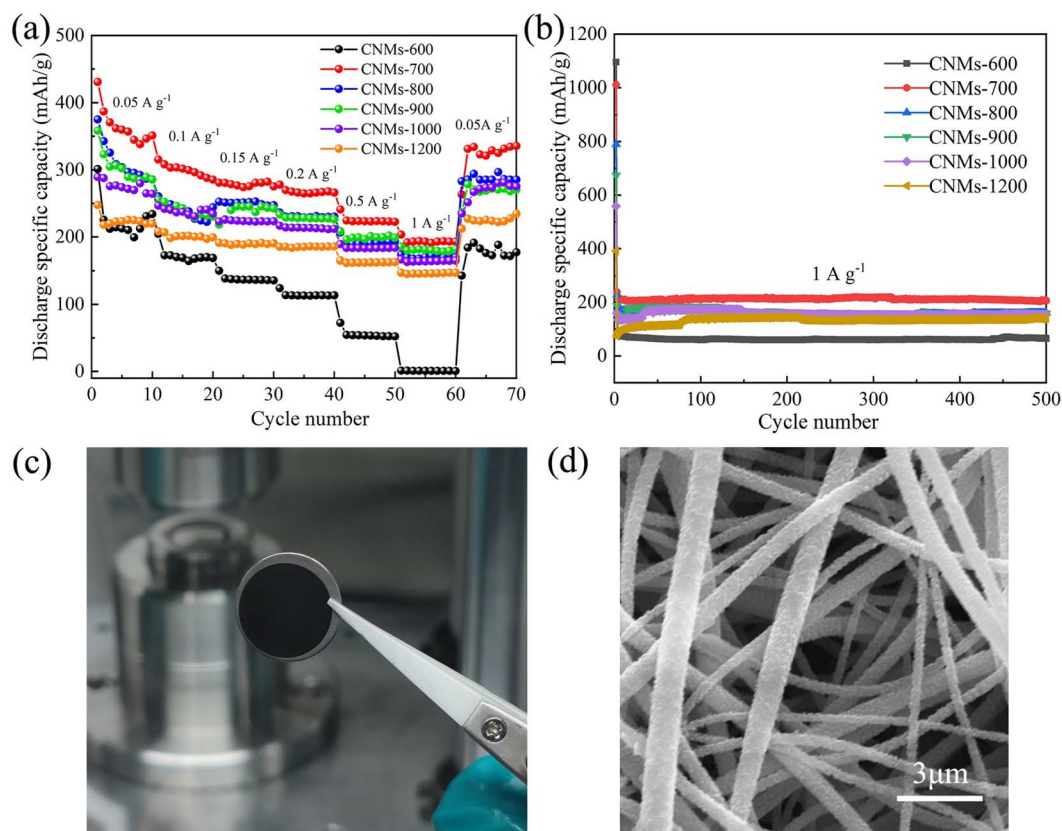 (a)
500
400
300
200
100
0
Discharge specific capacity (mAh/g)
0 10 20 30 40 50 60 70
Cycle number
CNMs-600
CNMs-700
CNMs-800
CNMs-900
CNMs-1000
CNMs-1200
0.05 A g⁻¹
0.1 A g⁻¹
0.15 A g⁻¹
0.2 A g⁻¹
0.5 A g⁻¹
1 A g⁻¹
0.05A g⁻¹
(b)
1200
1000
800
600
400
200
0
Discharge specific capacity (mAh/g)
0 100 200 300 400 500
Cycle number
CNMs-600
CNMs-700
CNMs-800
CNMs-900
CNMs-1000
CNMs-1200
1 A g⁻¹
(c)
(d)
3μm